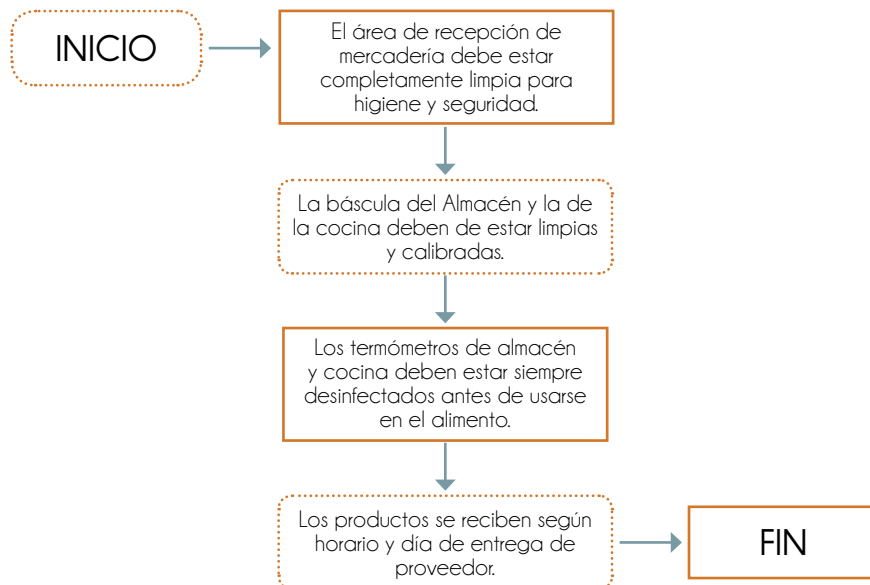 INICIO
El área de recepción de
mercadería debe estar
completamente limpia para
higiene y seguridad.
La báscula del Almacén y la de
la cocina deben de estar limpias
y calibradas.
Los termómetros de almacén
y cocina deben estar siempre
desinfectados antes de usarse
en el alimento.
Los productos se reciben según
horario y día de entrega de
proveedor.
FIN